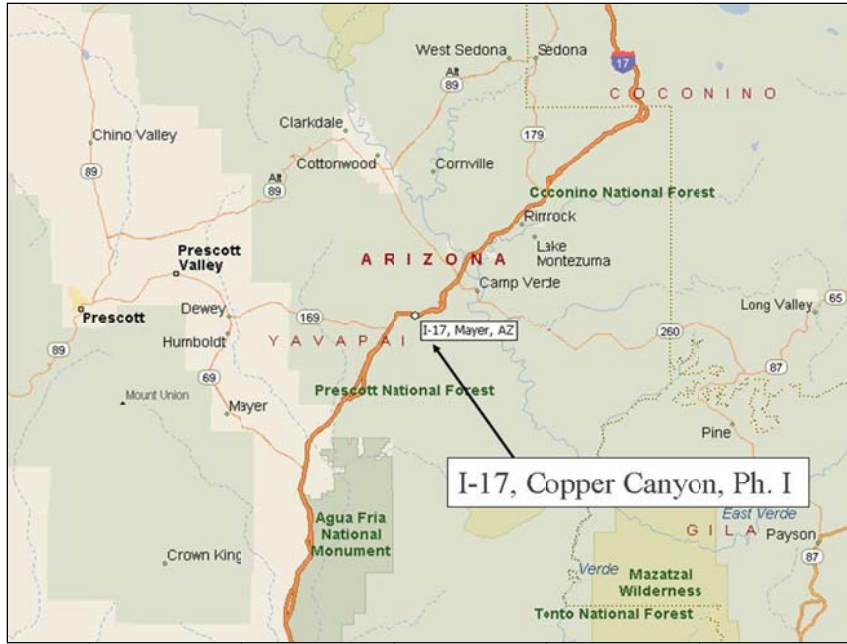 West Sedona
Sedona
17
Alt
89
COCONINO
Chino Valley
Clarkdale
179
Cottonwood
Cornville
89
Alt
89
Coconino National Forest
Rimrock
ARIZONA
Lake
Montezuma
Prescott
Valley
Camp Verde
65
Long Valley
Prescott
Dewey
169
I-17, Mayer, AZ
260
Humboldt
YAVAPAI
89
87
69
Mount Union
Prescott National Forest
Mayer
Pine
I-17, Copper Canyon, Ph. I
Agua Fria
National
Monument
East Verde
GILA
Payson
Crown King
87
Verde
Mazatzal
Wilderness
Tonto National Forest